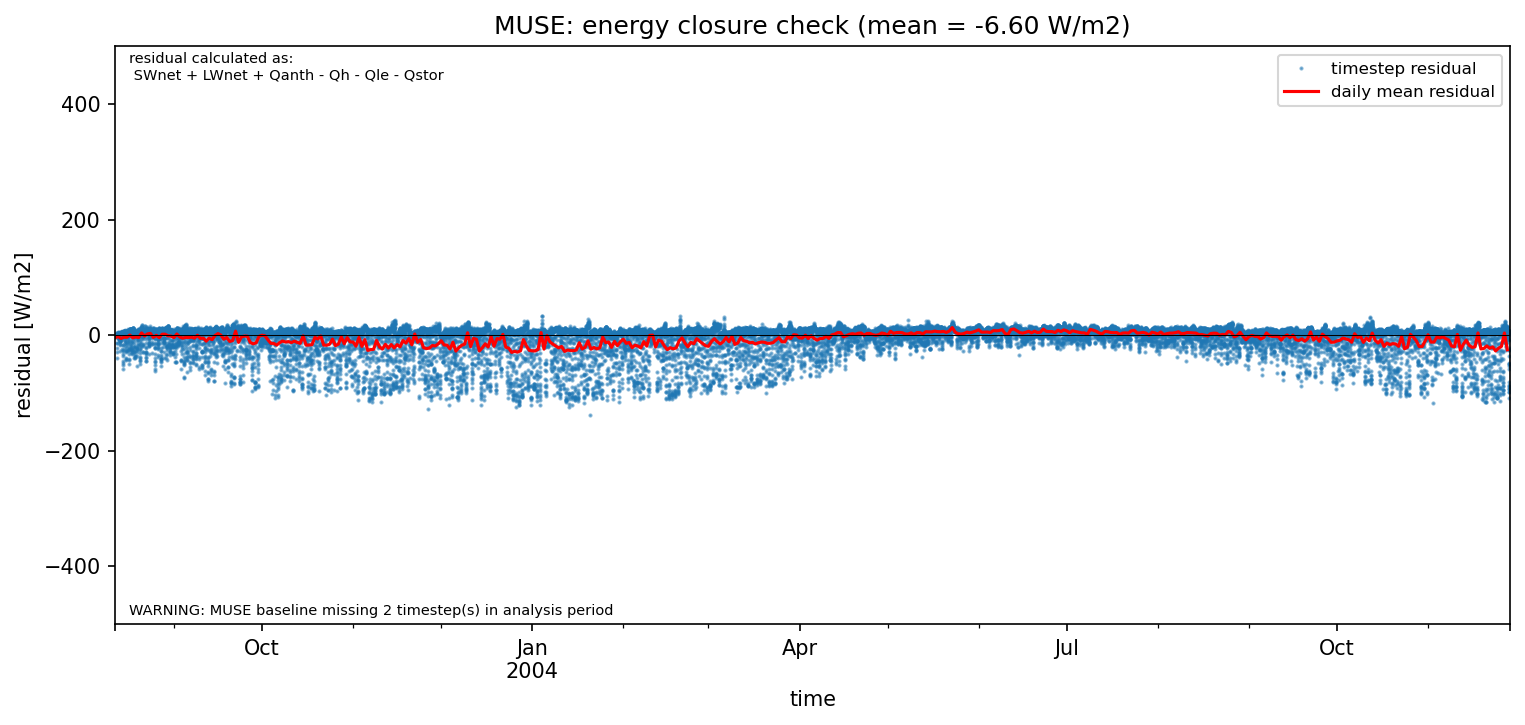 MUSE: energy closure check (mean = -6.60 W/m2)
residual calculated as:
SWnet + LWnet + Qanth - Qh - Qle - Qstor
timestep residual
daily mean residual
400
200
0
−200
−400
residual [W/m2]
WARNING: MUSE baseline missing 2 timestep(s) in analysis period
Oct
Jan
2004
Apr
Jul
Oct
time